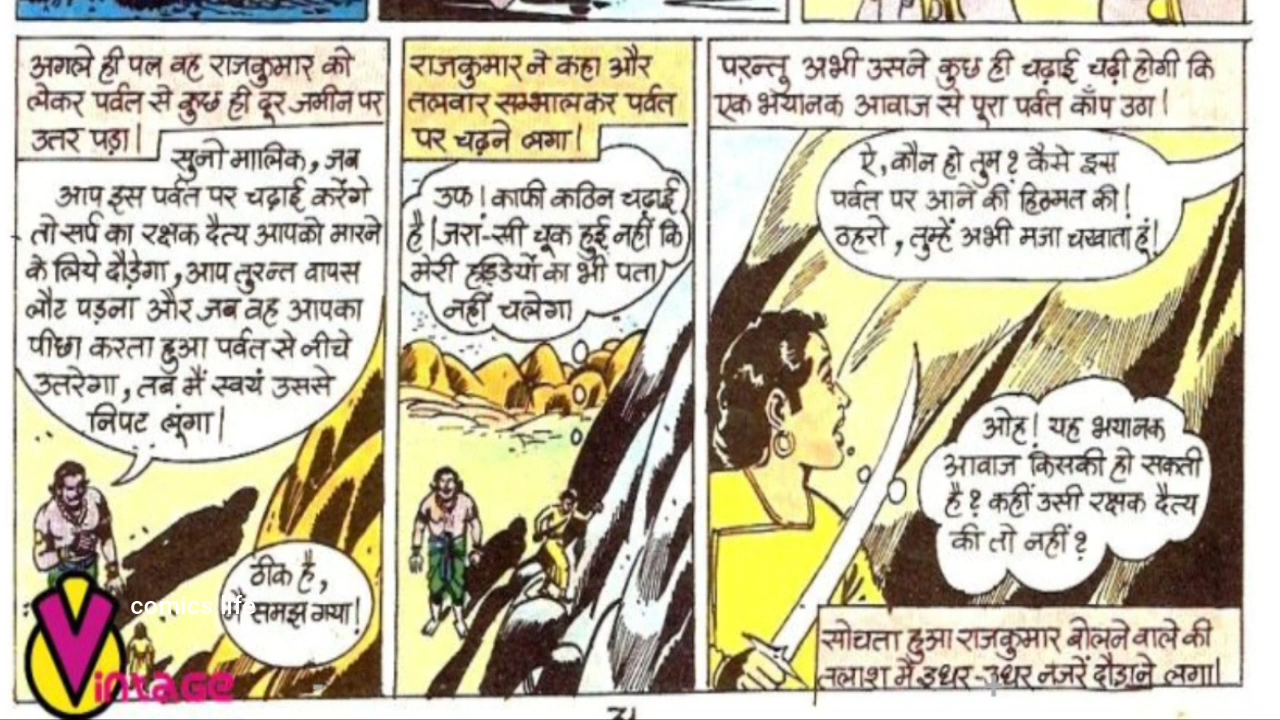 अगले ही पल वह राजकुमार को
लेकर पर्वत से कुछ ही दूर जमीन पर
उतर पड़ा।
सुनो मालिक, जब
आप इस पर्वत पर चढ़ाई करेंगे
तो सर्प का रक्षक दैत्य आपको मारने
के लिये दौड़ेगा, आप तुरन्त वापस
लौट पड़ना और जब वह आपका
पीछा करता हुआ पर्वत से नीचे
उतरेगा, तब मैं स्वयं उससे
निपट लूंगा।
ठीक है,
मैं समझ गया!
राजकुमार ने कहा और
तलवार सम्भाल कर पर्वत
पर चढ़ने लगा।
उफ! काफी कठिन चढ़ाई
है। जरा-सी चूक हुई नहीं कि
मेरी हड्डियों का भी पता
नहीं चलेगा
परन्तु अभी उसने कुछ ही चढ़ाई चढ़ी होगी कि
एक भयानक आवाज से पूरा पर्वत काँप उठा।
ऐ, कौन हो तुम? कैसे इस
पर्वत पर आने की हिम्मत की!
ठहरो, तुम्हें अभी मजा चखाता हूं!
ओह! यह भयानक
आवाज किसकी हो सकती
है? कहीं उसी रक्षक दैत्य
की तो नहीं?
सोचता हुआ राजकुमार बोलने वाले की
तलाश में इधर-उधर नजरें दौड़ाने लगा।
comics life
Vintage